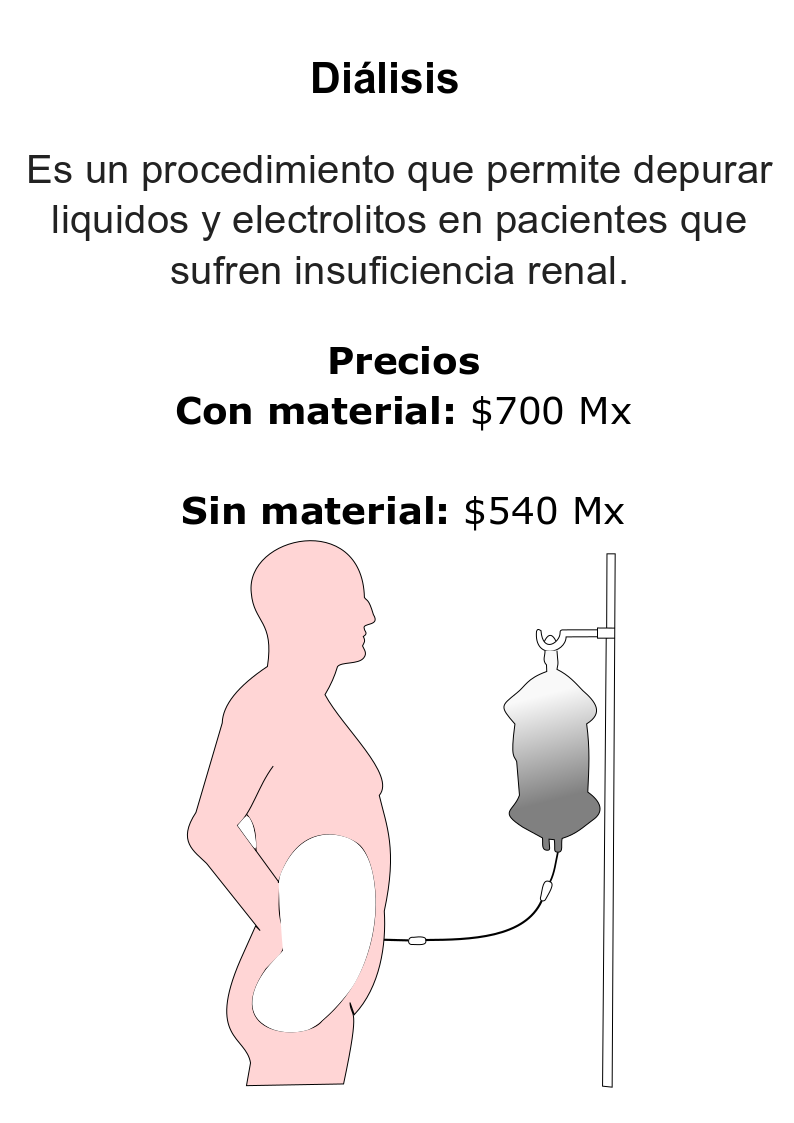 Diálisis
Es un procedimiento que permite depurar
liquidos y electrolitos en pacientes que
sufren insuficiencia renal.
Precios
Con material: $700 Mx
Sin material: $540 Mx